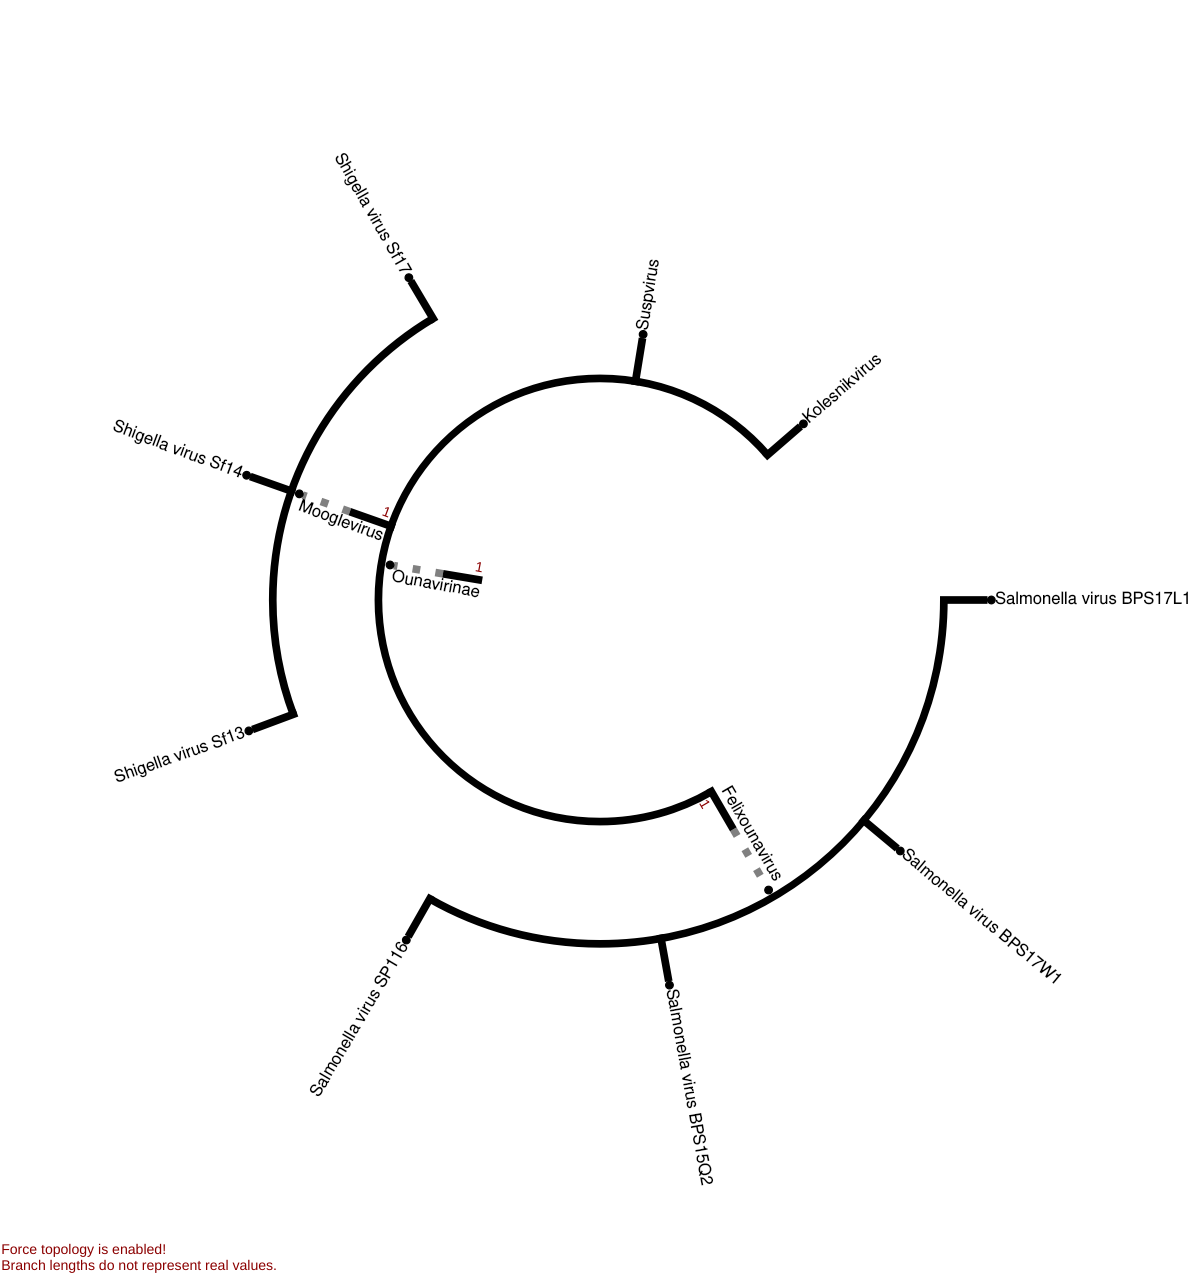 Shigella virus Sf17
Suspvirus
Kolesnikvirus
Shigella virus Sf14
1
Mooglevirus
1
Ounavirinae
Salmonella virus BPS17L1
Shigella virus Sf13
1
Felixounavirus
Salmonella virus BPS17W1
Salmonella virus SP116
Salmonella virus BPS15Q2
Force topology is enabled!
Branch lengths do not represent real values.